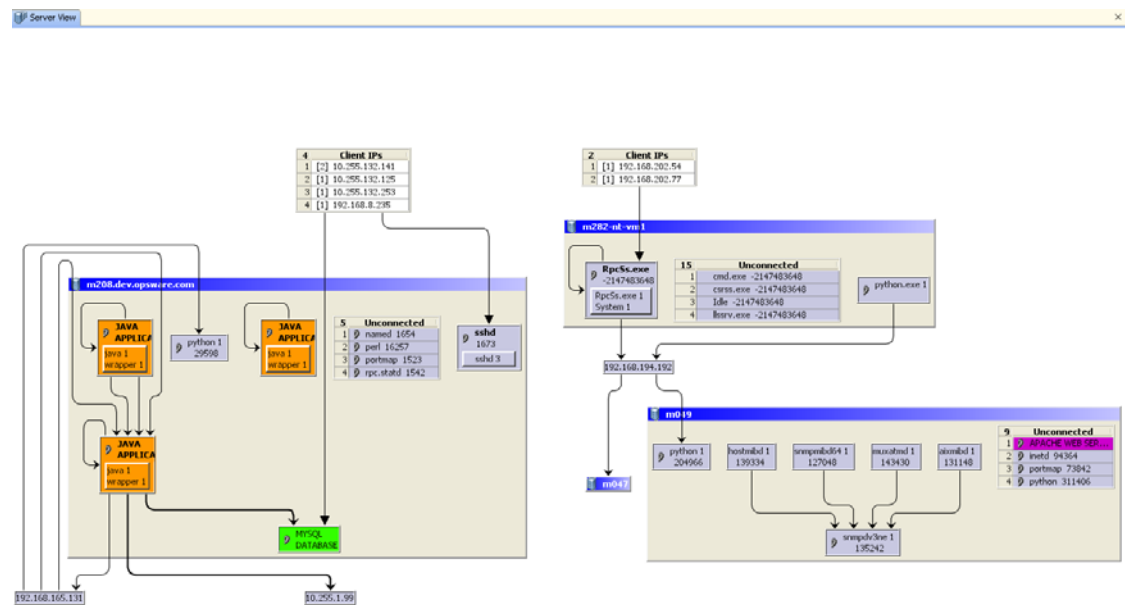 Server View
4 Client IPs
1 [2] 10.255.132.141
2 [1] 10.255.132.125
3 [1] 10.255.132.253
4 [1] 192.168.8.235
2 Client IPs
1 [1] 192.168.202.54
2 [1] 192.168.202.77
m282-nt-vm1
RpcSs.exe
-2147483648
RpcSs.exe 1
System 1
15 Unconnected
1 cmd.exe -2147483648
2 csrss.exe -2147483648
3 Idle -2147483648
4 llssrv.exe -2147483648
python.exe 1
m208.dev.opsware.com
JAVA
APPLICA
java 1
wrapper 1
python 1
29598
JAVA
APPLICA
java 1
wrapper 1
5 Unconnected
1 named 1654
2 perl 16257
3 portmap 1523
4 rpc.statd 1542
sshd
1673
sshd 3
JAVA
APPLICA
java 1
wrapper 1
MYSQL
DATABASE
192.168.165.131
10.255.1.99
192.168.194.192
m047
m049
python 1
204966
hostmibd 1
139334
snmpmibd64 1
127048
muxatmd 1
143430
aixmibd 1
131148
9 Unconnected
1 APACHE WEB SER...
2 inetd 94364
3 portmap 73842
4 python 311406
snmpdv3ne 1
135242